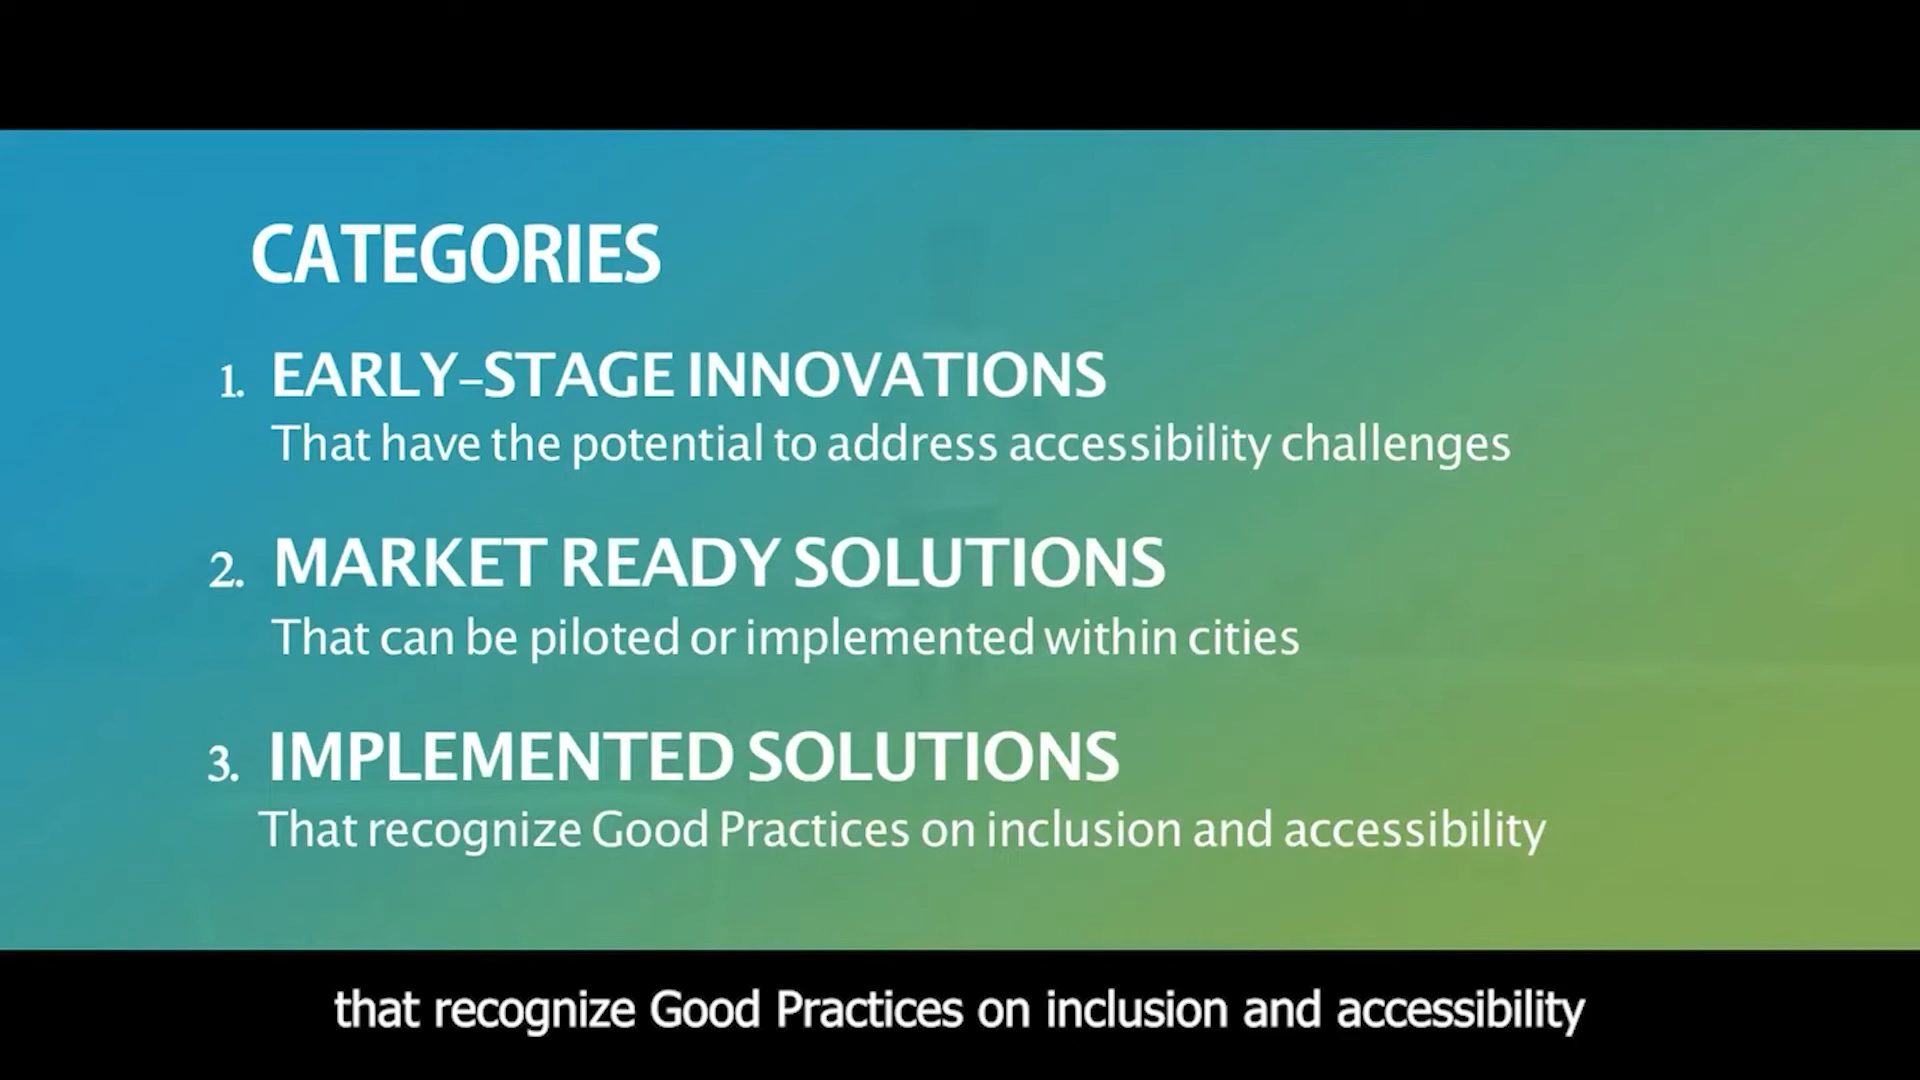 CATEGORIES
1. EARLY-STAGE INNOVATIONS
That have the potential to address accessibility challenges
2. MARKET READY SOLUTIONS
That can be piloted or implemented within cities
3. IMPLEMENTED SOLUTIONS
That recognize Good Practices on inclusion and accessibility
that recognize Good Practices on inclusion and accessibility